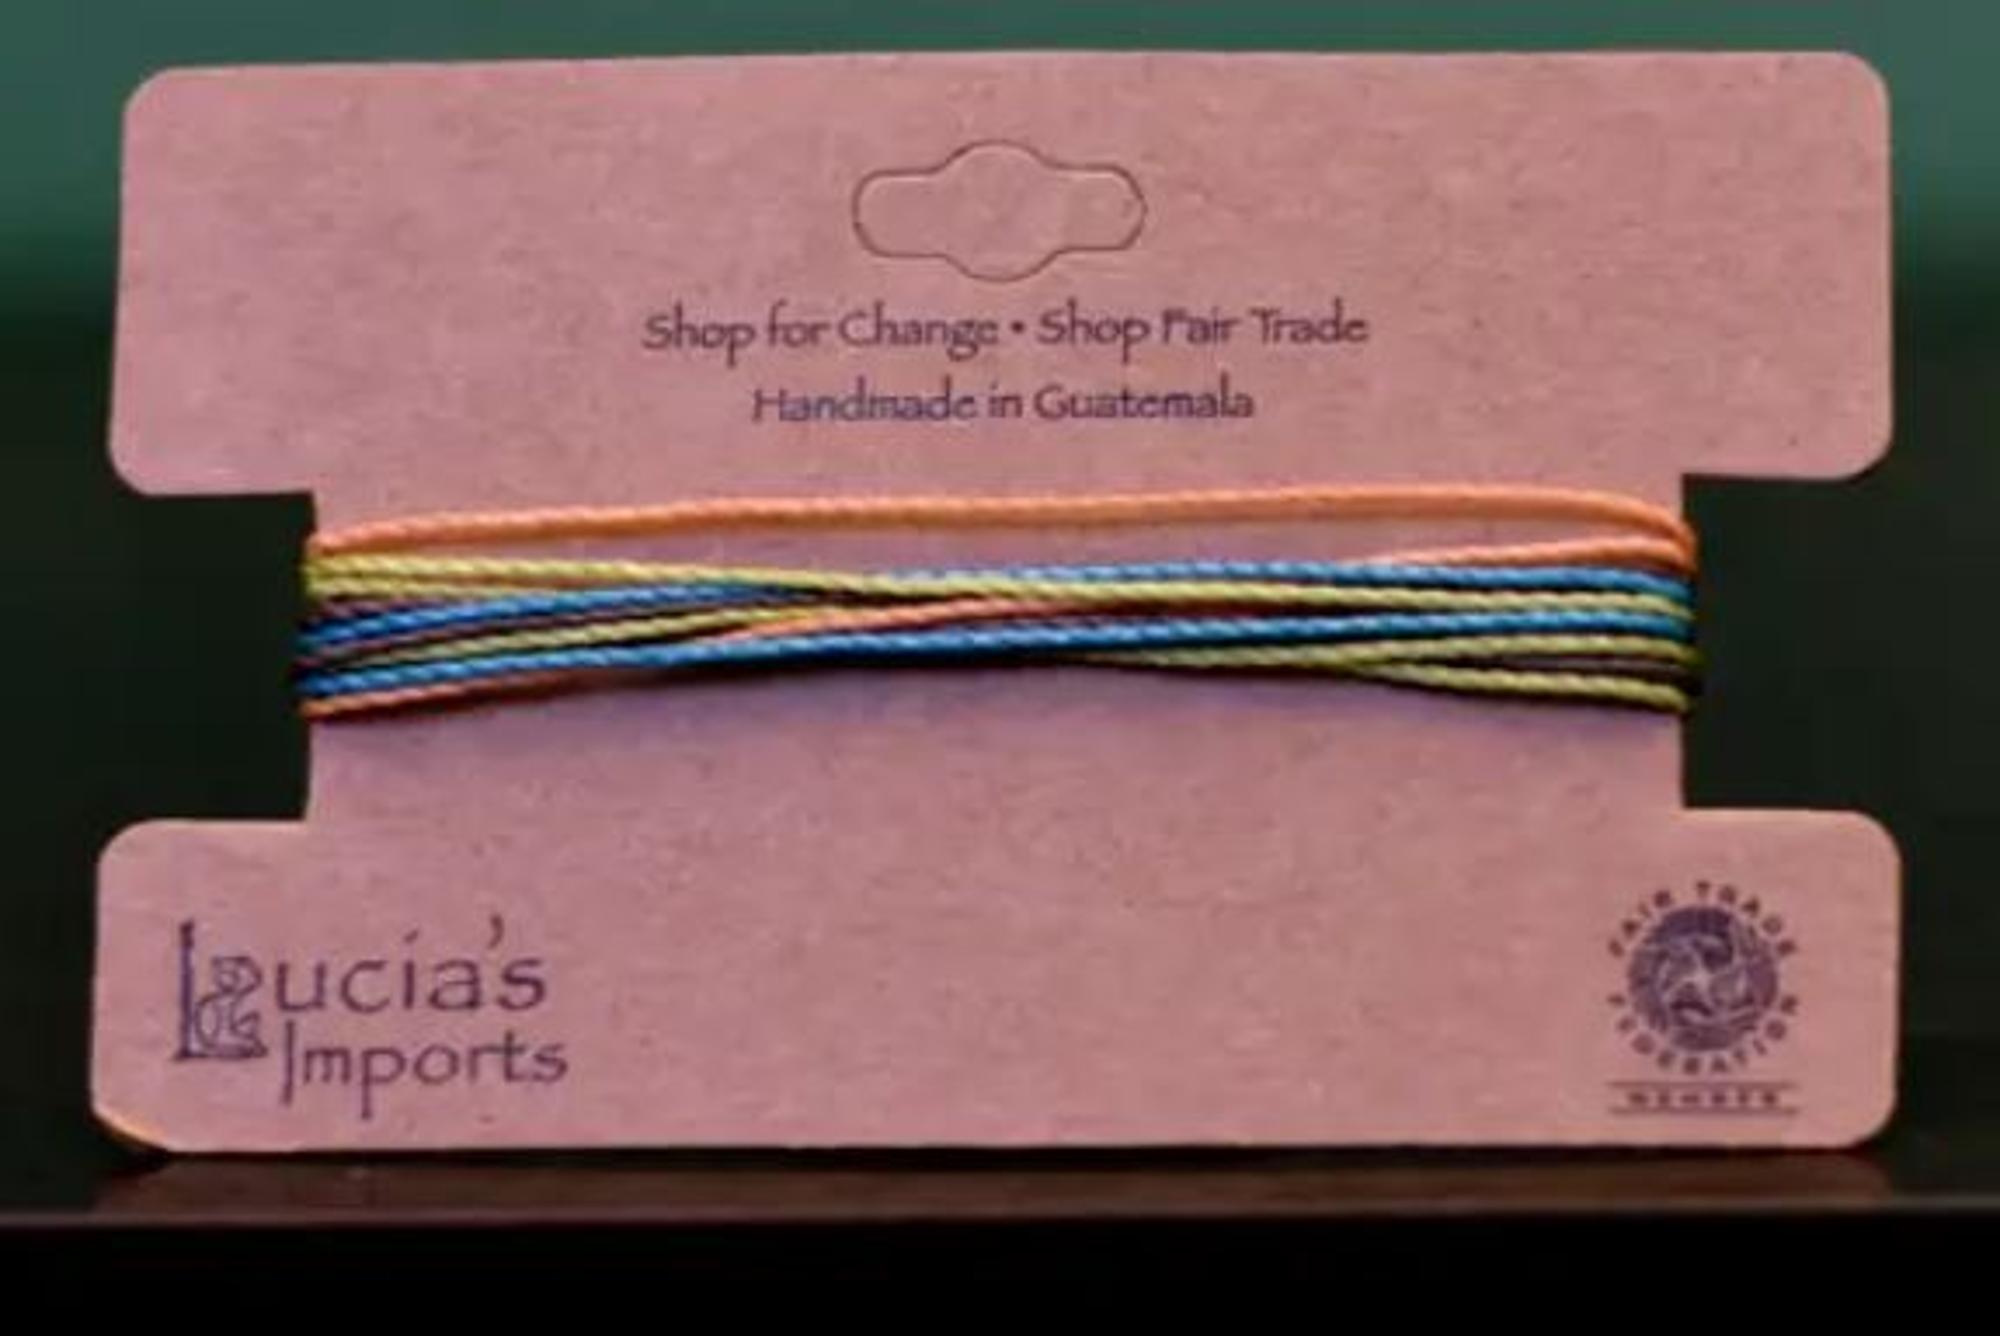 Shop for Change • Shop Fair Trade
Handmade in Guatemala
Lucia's
Imports
FAIR TRADE
FEDERATION
MEMBER